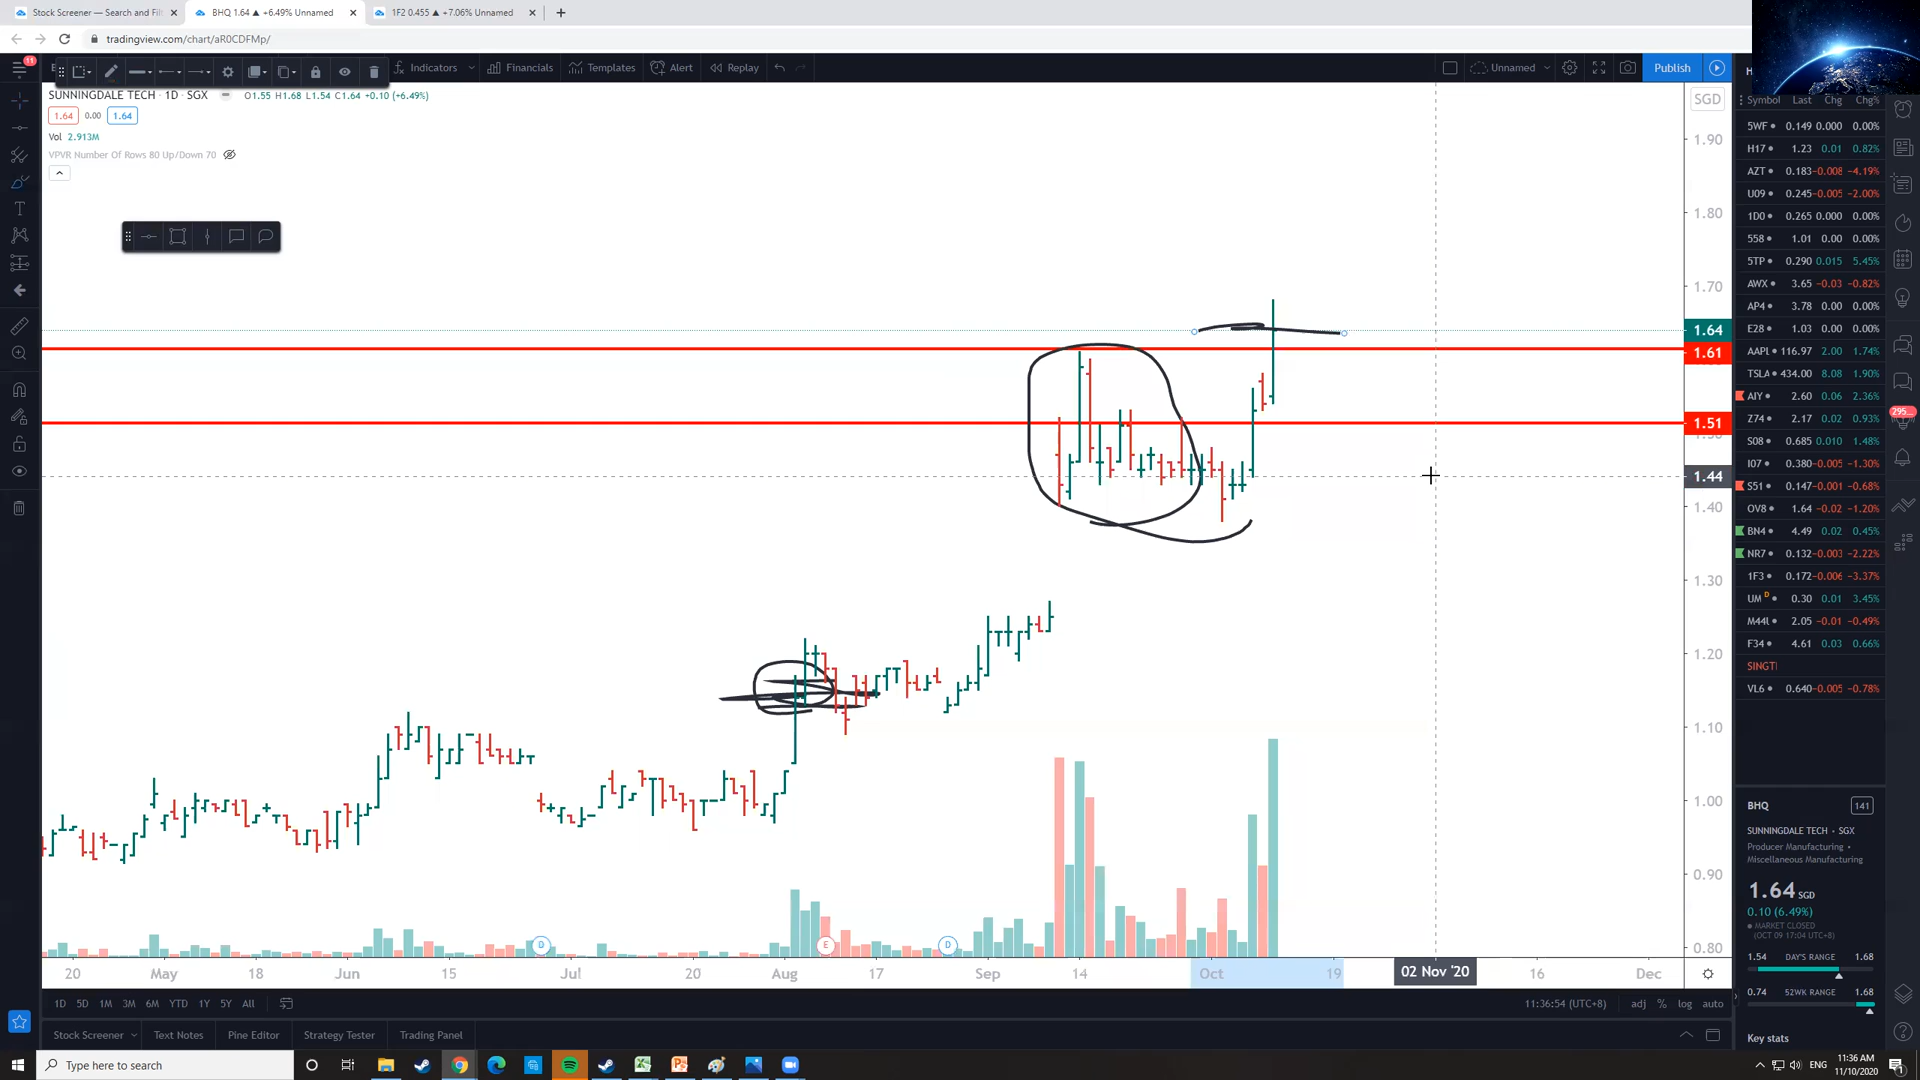 Stock Screener — Search and Filt
BHQ 1.64 ▲ +6.49% Unnamed
1F2 0.455 ▲ +7.06% Unnamed
tradingview.com/chart/aR0CDFMp/
11
Indicators
Financials
Templates
Alert
Replay
Unnamed
Publish
SUNNINGDALE TECH · 1D · SGX
O1.55 H1.68 L1.54 C1.64 +0.10 (+6.49%)
1.64 0.00 1.64
Vol 2.913M
VPVR Number Of Rows 80 Up/Down 70
SGD
1.90
1.80
1.70
1.64
1.61
1.51
1.44
1.40
1.30
1.20
1.10
1.00
0.90
0.80
D
E
D
20 May 18 Jun 15 Jul 20 Aug 17 Sep 14 Oct 19 02 Nov '20 16 Dec
1D 5D 1M 3M 6M YTD 1Y 5Y All
11:36:54 (UTC+8)
adj % log auto
Stock Screener
Text Notes
Pine Editor
Strategy Tester
Trading Panel
Symbol Last Chg Chg%
5WF 0.149 0.000 0.00%
H17 1.23 0.01 0.82%
AZT 0.183 -0.008 -4.19%
U09 0.245 -0.005 -2.00%
1D0 0.265 0.000 0.00%
558 1.01 0.00 0.00%
5TP 0.290 0.015 5.45%
AWX 3.65 -0.03 -0.82%
AP4 3.78 0.00 0.00%
E28 1.03 0.00 0.00%
AAPL 116.97 2.00 1.74%
TSLA 434.00 8.08 1.90%
AIY 2.60 0.06 2.36%
Z74 2.17 0.02 0.93%
S08 0.685 0.010 1.48%
I07 0.380 -0.005 -1.30%
S51 0.147 -0.001 -0.68%
OV8 1.64 -0.02 -1.20%
BN4 4.49 0.02 0.45%
NR7 0.132 -0.003 -2.22%
1F3 0.172 -0.006 -3.37%
UM D 0.30 0.01 3.45%
M44U 2.05 -0.01 -0.49%
F34 4.61 0.03 0.66%
SINGTI
VL6 0.640 -0.005 -0.78%
295...
BHQ
141
SUNNINGDALE TECH • SGX
Producer Manufacturing •
Miscellaneous Manufacturing
1.64 SGD
0.10 (6.49%)
MARKET CLOSED
(OCT 09 17:04 UTC+8)
1.54 DAY'S RANGE 1.68
0.74 52WK RANGE 1.68
Key stats
Type here to search
ENG
11:36 AM
11/10/2020